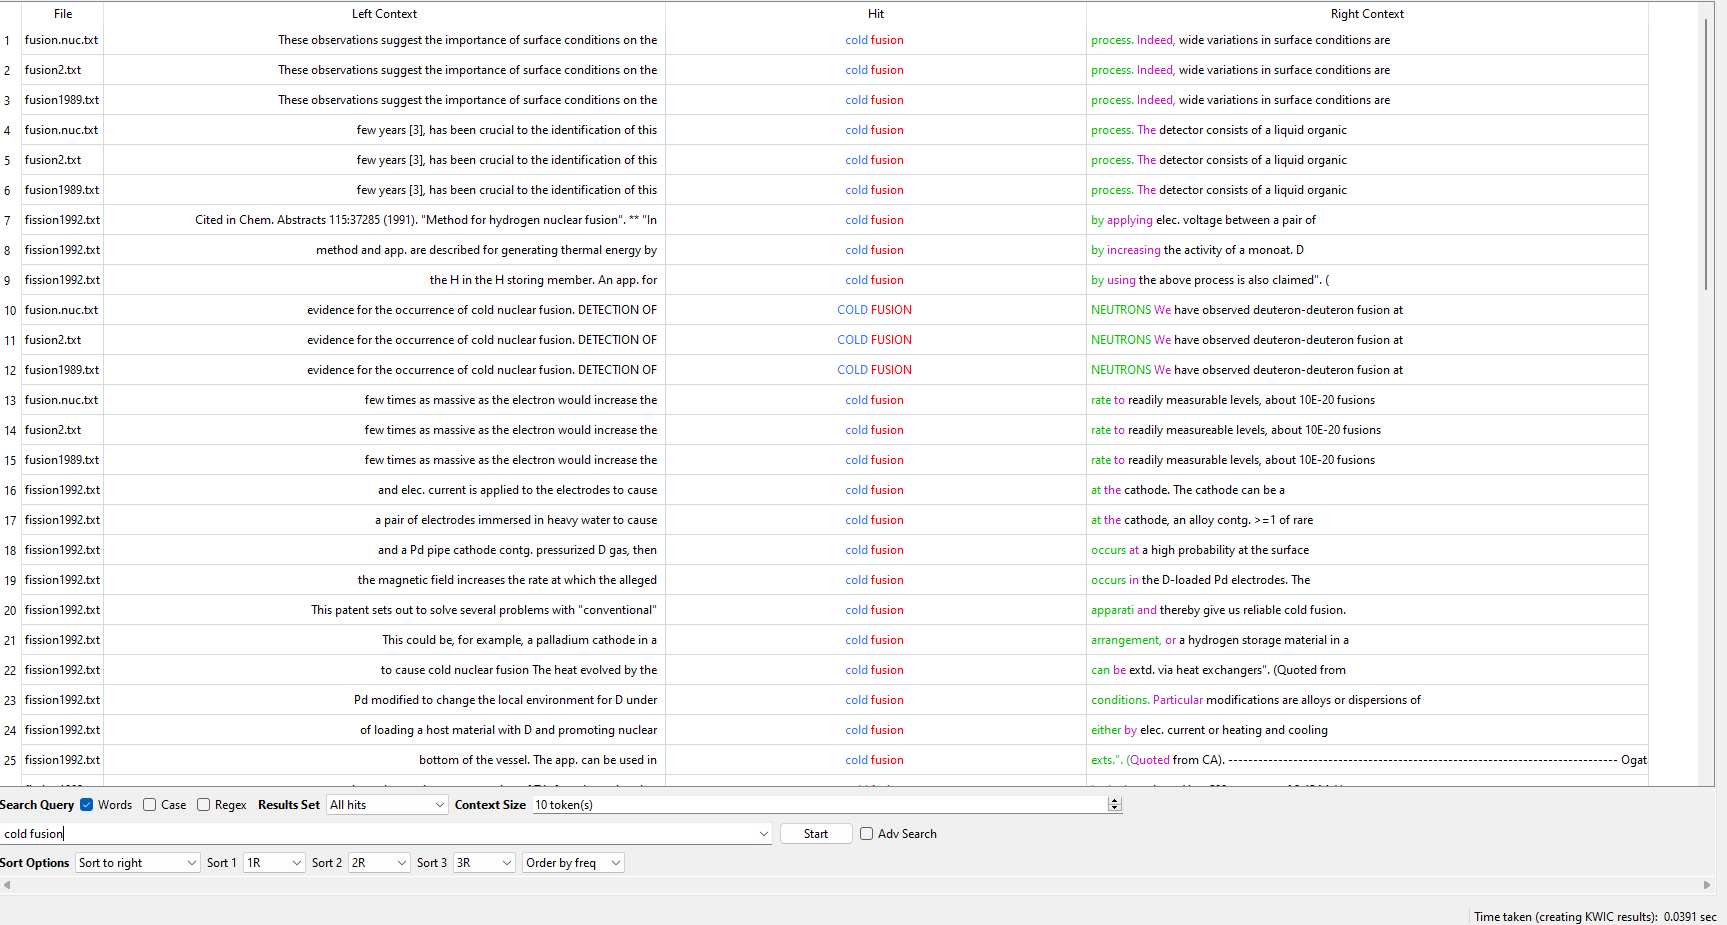 File Left Context Hit Right Context
1 fusion.nuc.txt These observations suggest the importance of surface conditions on the cold fusion process. Indeed, wide variations in surface conditions are
2 fusion2.txt These observations suggest the importance of surface conditions on the cold fusion process. Indeed, wide variations in surface conditions are
3 fusion1989.txt These observations suggest the importance of surface conditions on the cold fusion process. Indeed, wide variations in surface conditions are
4 fusion.nuc.txt few years [3], has been crucial to the identification of this cold fusion process. The detector consists of a liquid organic
5 fusion2.txt few years [3], has been crucial to the identification of this cold fusion process. The detector consists of a liquid organic
6 fusion1989.txt few years [3], has been crucial to the identification of this cold fusion process. The detector consists of a liquid organic
7 fission1992.txt Cited in Chem. Abstracts 115:37285 (1991). "Method for hydrogen nuclear fusion". ** "In cold fusion by applying elec. voltage between a pair of
8 fission1992.txt method and app. are described for generating thermal energy by cold fusion by increasing the activity of a monoat. D
9 fission1992.txt the H in the H storing member. An app. for cold fusion by using the above process is also claimed". (
10 fusion.nuc.txt evidence for the occurrence of cold nuclear fusion. DETECTION OF COLD FUSION NEUTRONS We have observed deuteron-deuteron fusion at
11 fusion2.txt evidence for the occurrence of cold nuclear fusion. DETECTION OF COLD FUSION NEUTRONS We have observed deuteron-deuteron fusion at
12 fusion1989.txt evidence for the occurrence of cold nuclear fusion. DETECTION OF COLD FUSION NEUTRONS We have observed deuteron-deuteron fusion at
13 fusion.nuc.txt few times as massive as the electron would increase the cold fusion rate to readily measurable levels, about 10E-20 fusions
14 fusion2.txt few times as massive as the electron would increase the cold fusion rate to readily measureable levels, about 10E-20 fusions
15 fusion1989.txt few times as massive as the electron would increase the cold fusion rate to readily measurable levels, about 10E-20 fusions
16 fission1992.txt and elec. current is applied to the electrodes to cause cold fusion at the cathode. The cathode can be a
17 fission1992.txt a pair of electrodes immersed in heavy water to cause cold fusion at the cathode, an alloy contg. >=1 of rare
18 fission1992.txt and a Pd pipe cathode contg. pressurized D gas, then cold fusion occurs at a high probability at the surface
19 fission1992.txt the magnetic field increases the rate at which the alleged cold fusion occurs in the D-loaded Pd electrodes. The
20 fission1992.txt This patent sets out to solve several problems with "conventional" cold fusion apparati and thereby give us reliable cold fusion.
21 fission1992.txt This could be, for example, a palladium cathode in a cold fusion arrangement, or a hydrogen storage material in a
22 fission1992.txt to cause cold nuclear fusion The heat evolved by the cold fusion can be extd. via heat exchangers". (Quoted from
23 fission1992.txt Pd modified to change the local environment for D under cold fusion conditions. Particular modifications are alloys or dispersions of
24 fission1992.txt of loading a host material with D and promoting nuclear cold fusion either by elec. current or heating and cooling
25 fission1992.txt bottom of the vessel. The app. can be used in cold fusion exts.". (Quoted from CA). ------------------------------------------------------------------------------ Ogat
Search Query Words Case Regex Results Set All hits Context Size 10 token(s)
cold fusion Start Adv Search
Sort Options Sort to right Sort 1 1R Sort 2 2R Sort 3 3R Order by freq
Time taken (creating KWIC results): 0.0391 sec